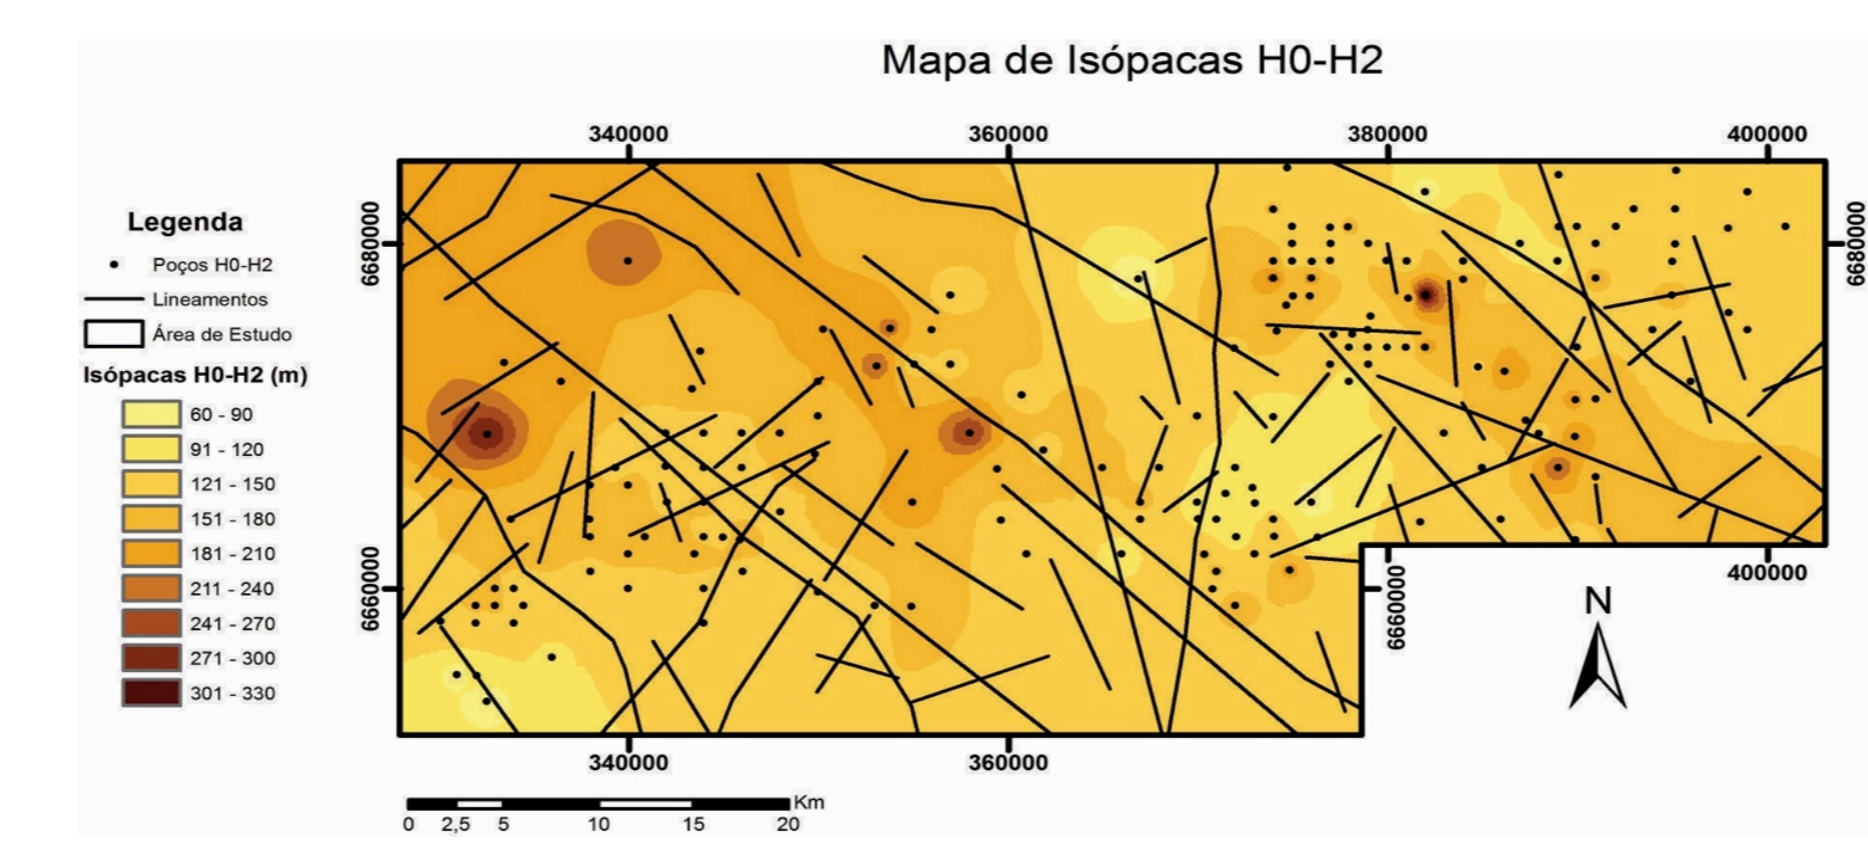 Mapa de Isópacas H0-H2
340000
360000
380000
400000
Legenda
Poços H0-H2
Lineamentos
Área de Estudo
Isópacas H0-H2 (m)
60 - 90
91 - 120
121 - 150
151 - 180
181 - 210
211 - 240
241 - 270
271 - 300
301 - 330
6680000
6660000
6680000
6660000
400000
N
340000
360000
Km
0 2,5 5 10 15 20